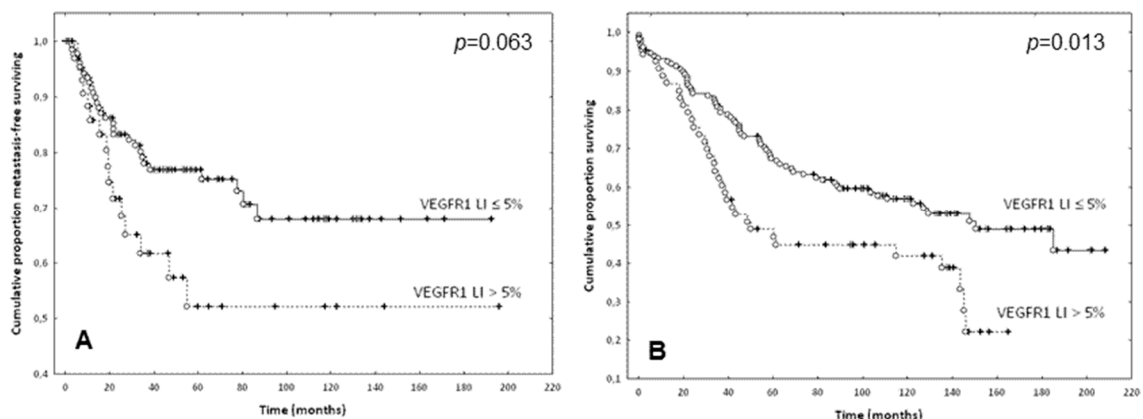 p=0.063
Cumulative proportion metastasis-free surviving
1,0
0,9
0,8
0,7
0,6
0,5
0,4
VEGFR1 LI ≤ 5%
VEGFR1 LI > 5%
A
0 20 40 60 80 100 120 140 160 180 200 220
Time (months)
p=0.013
Cumulative proportion surviving
1,0
0,9
0,8
0,7
0,6
0,5
0,4
0,3
0,2
0,1
VEGFR1 LI ≤ 5%
VEGFR1 LI > 5%
B
0 20 40 60 80 100 120 140 160 180 200 220
Time (months)